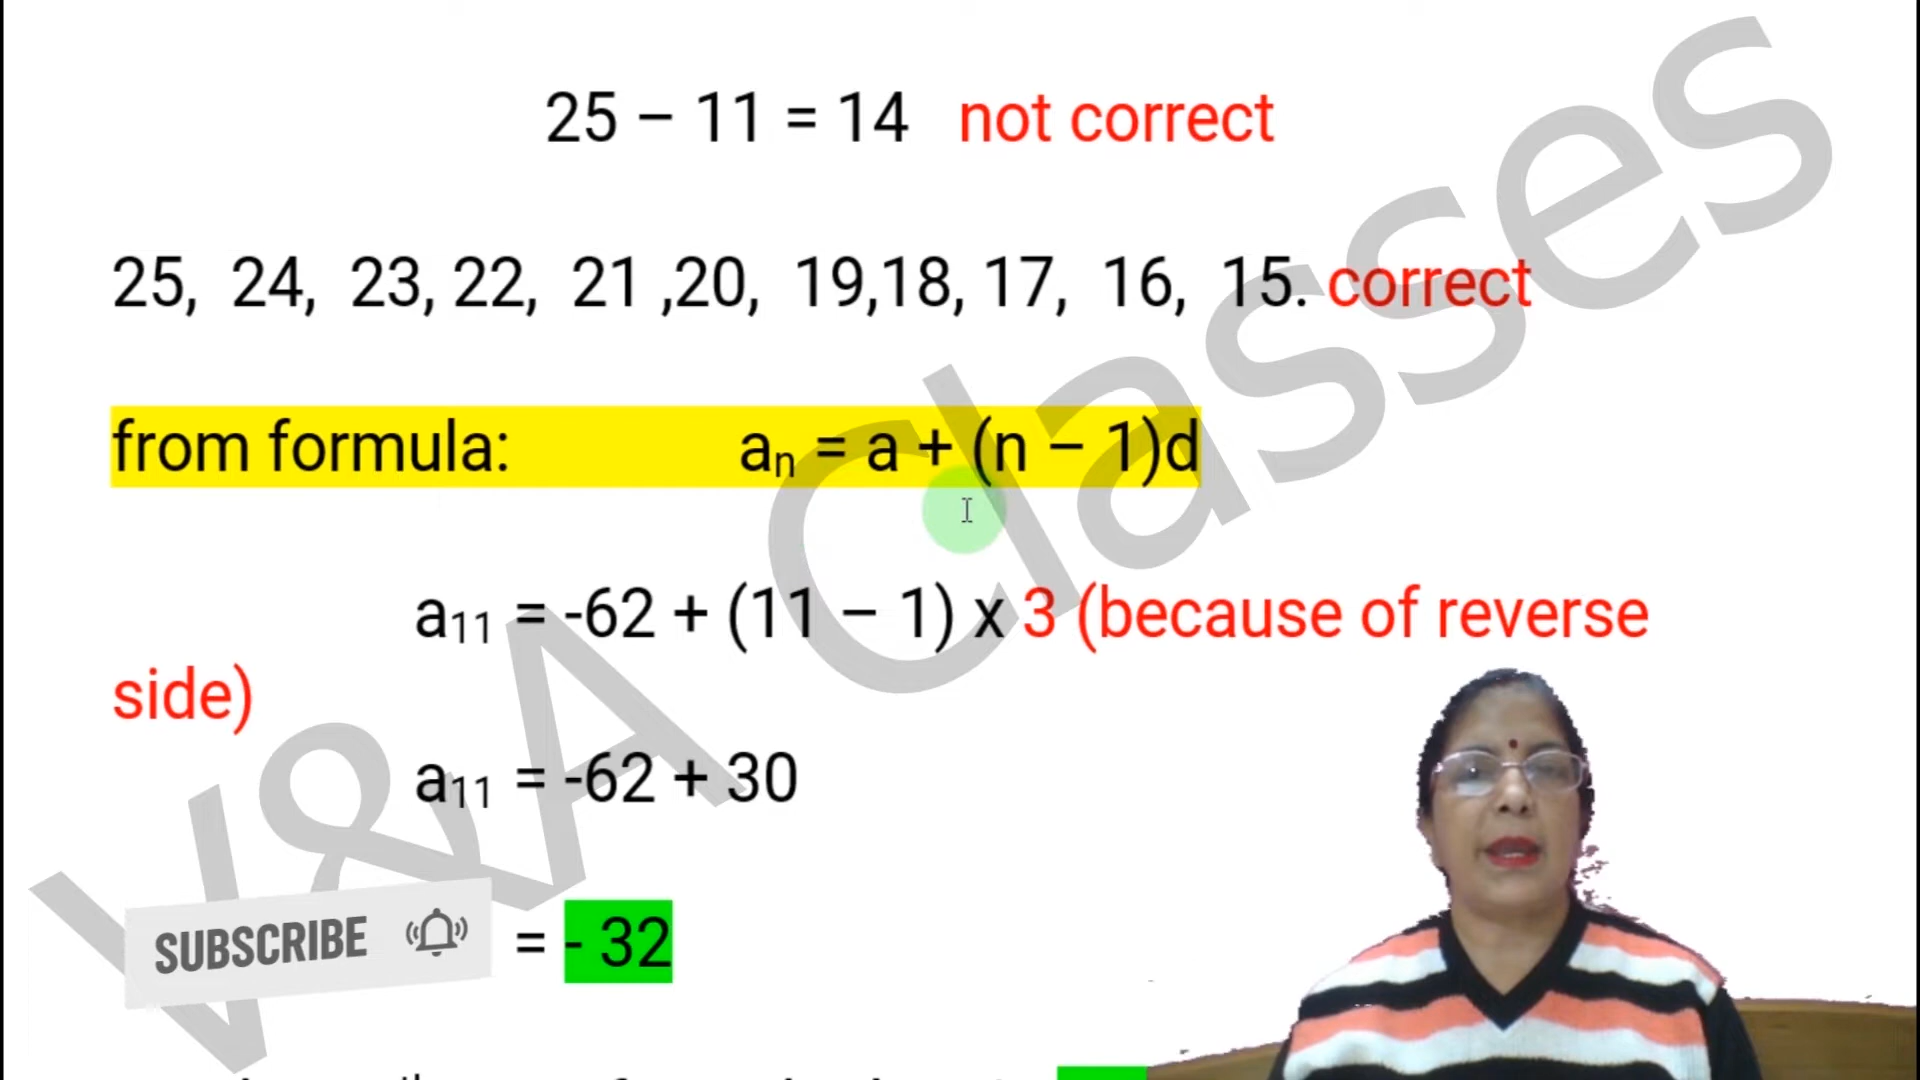 25 – 11 = 14 not correct
25, 24, 23, 22, 21 ,20, 19,18, 17, 16, 15. correct
from formula: aₙ = a + (n – 1)d
a₁₁ = -62 + (11 – 1) x 3 (because of reverse
side)
a₁₁ = -62 + 30
= - 32
SUBSCRIBE
V&A Classes